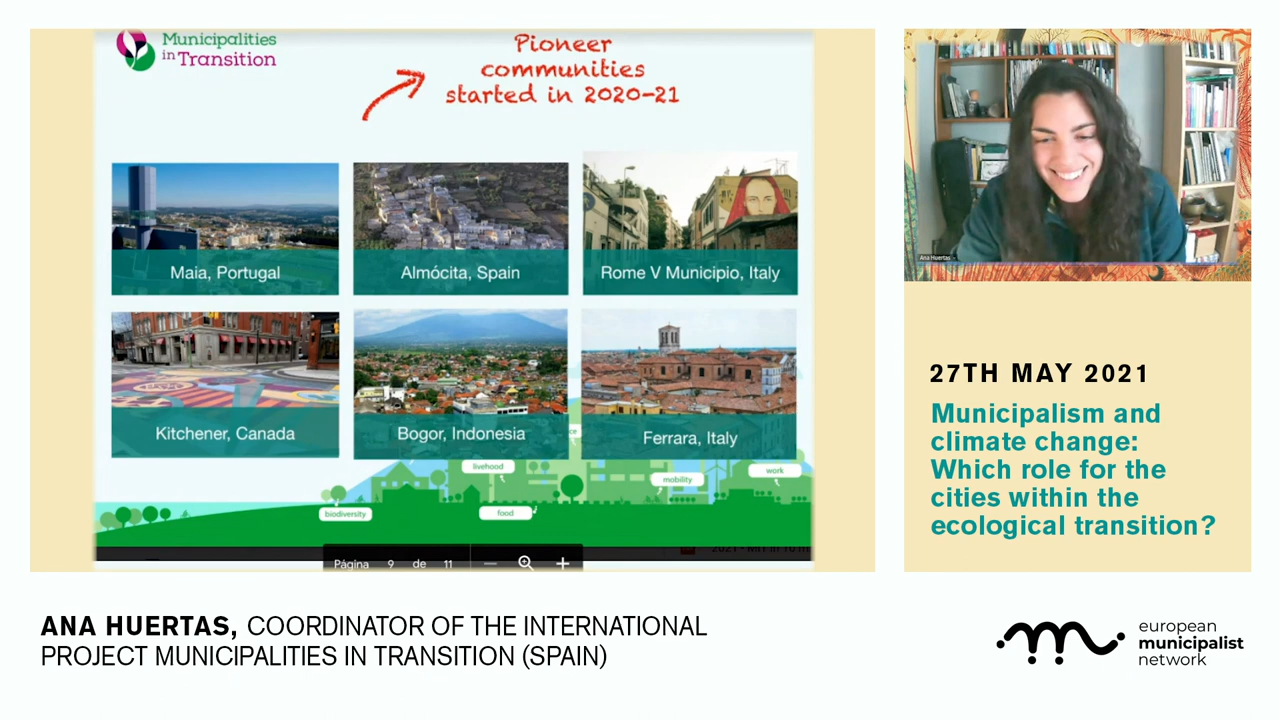 Municipalities
in Transition
Pioneer
communities
started in 2020-21
Maia, Portugal
Almócita, Spain
Rome V Municipio, Italy
Kitchener, Canada
Bogor, Indonesia
Ferrara, Italy
livehood
work
mobility
biodiversity
food
Página 9 de 11
Ana Huertas
27TH MAY 2021
Municipalism and
climate change:
Which role for the
cities within the
ecological transition?
ANA HUERTAS, COORDINATOR OF THE INTERNATIONAL
PROJECT MUNICIPALITIES IN TRANSITION (SPAIN)
european
municipalist
network